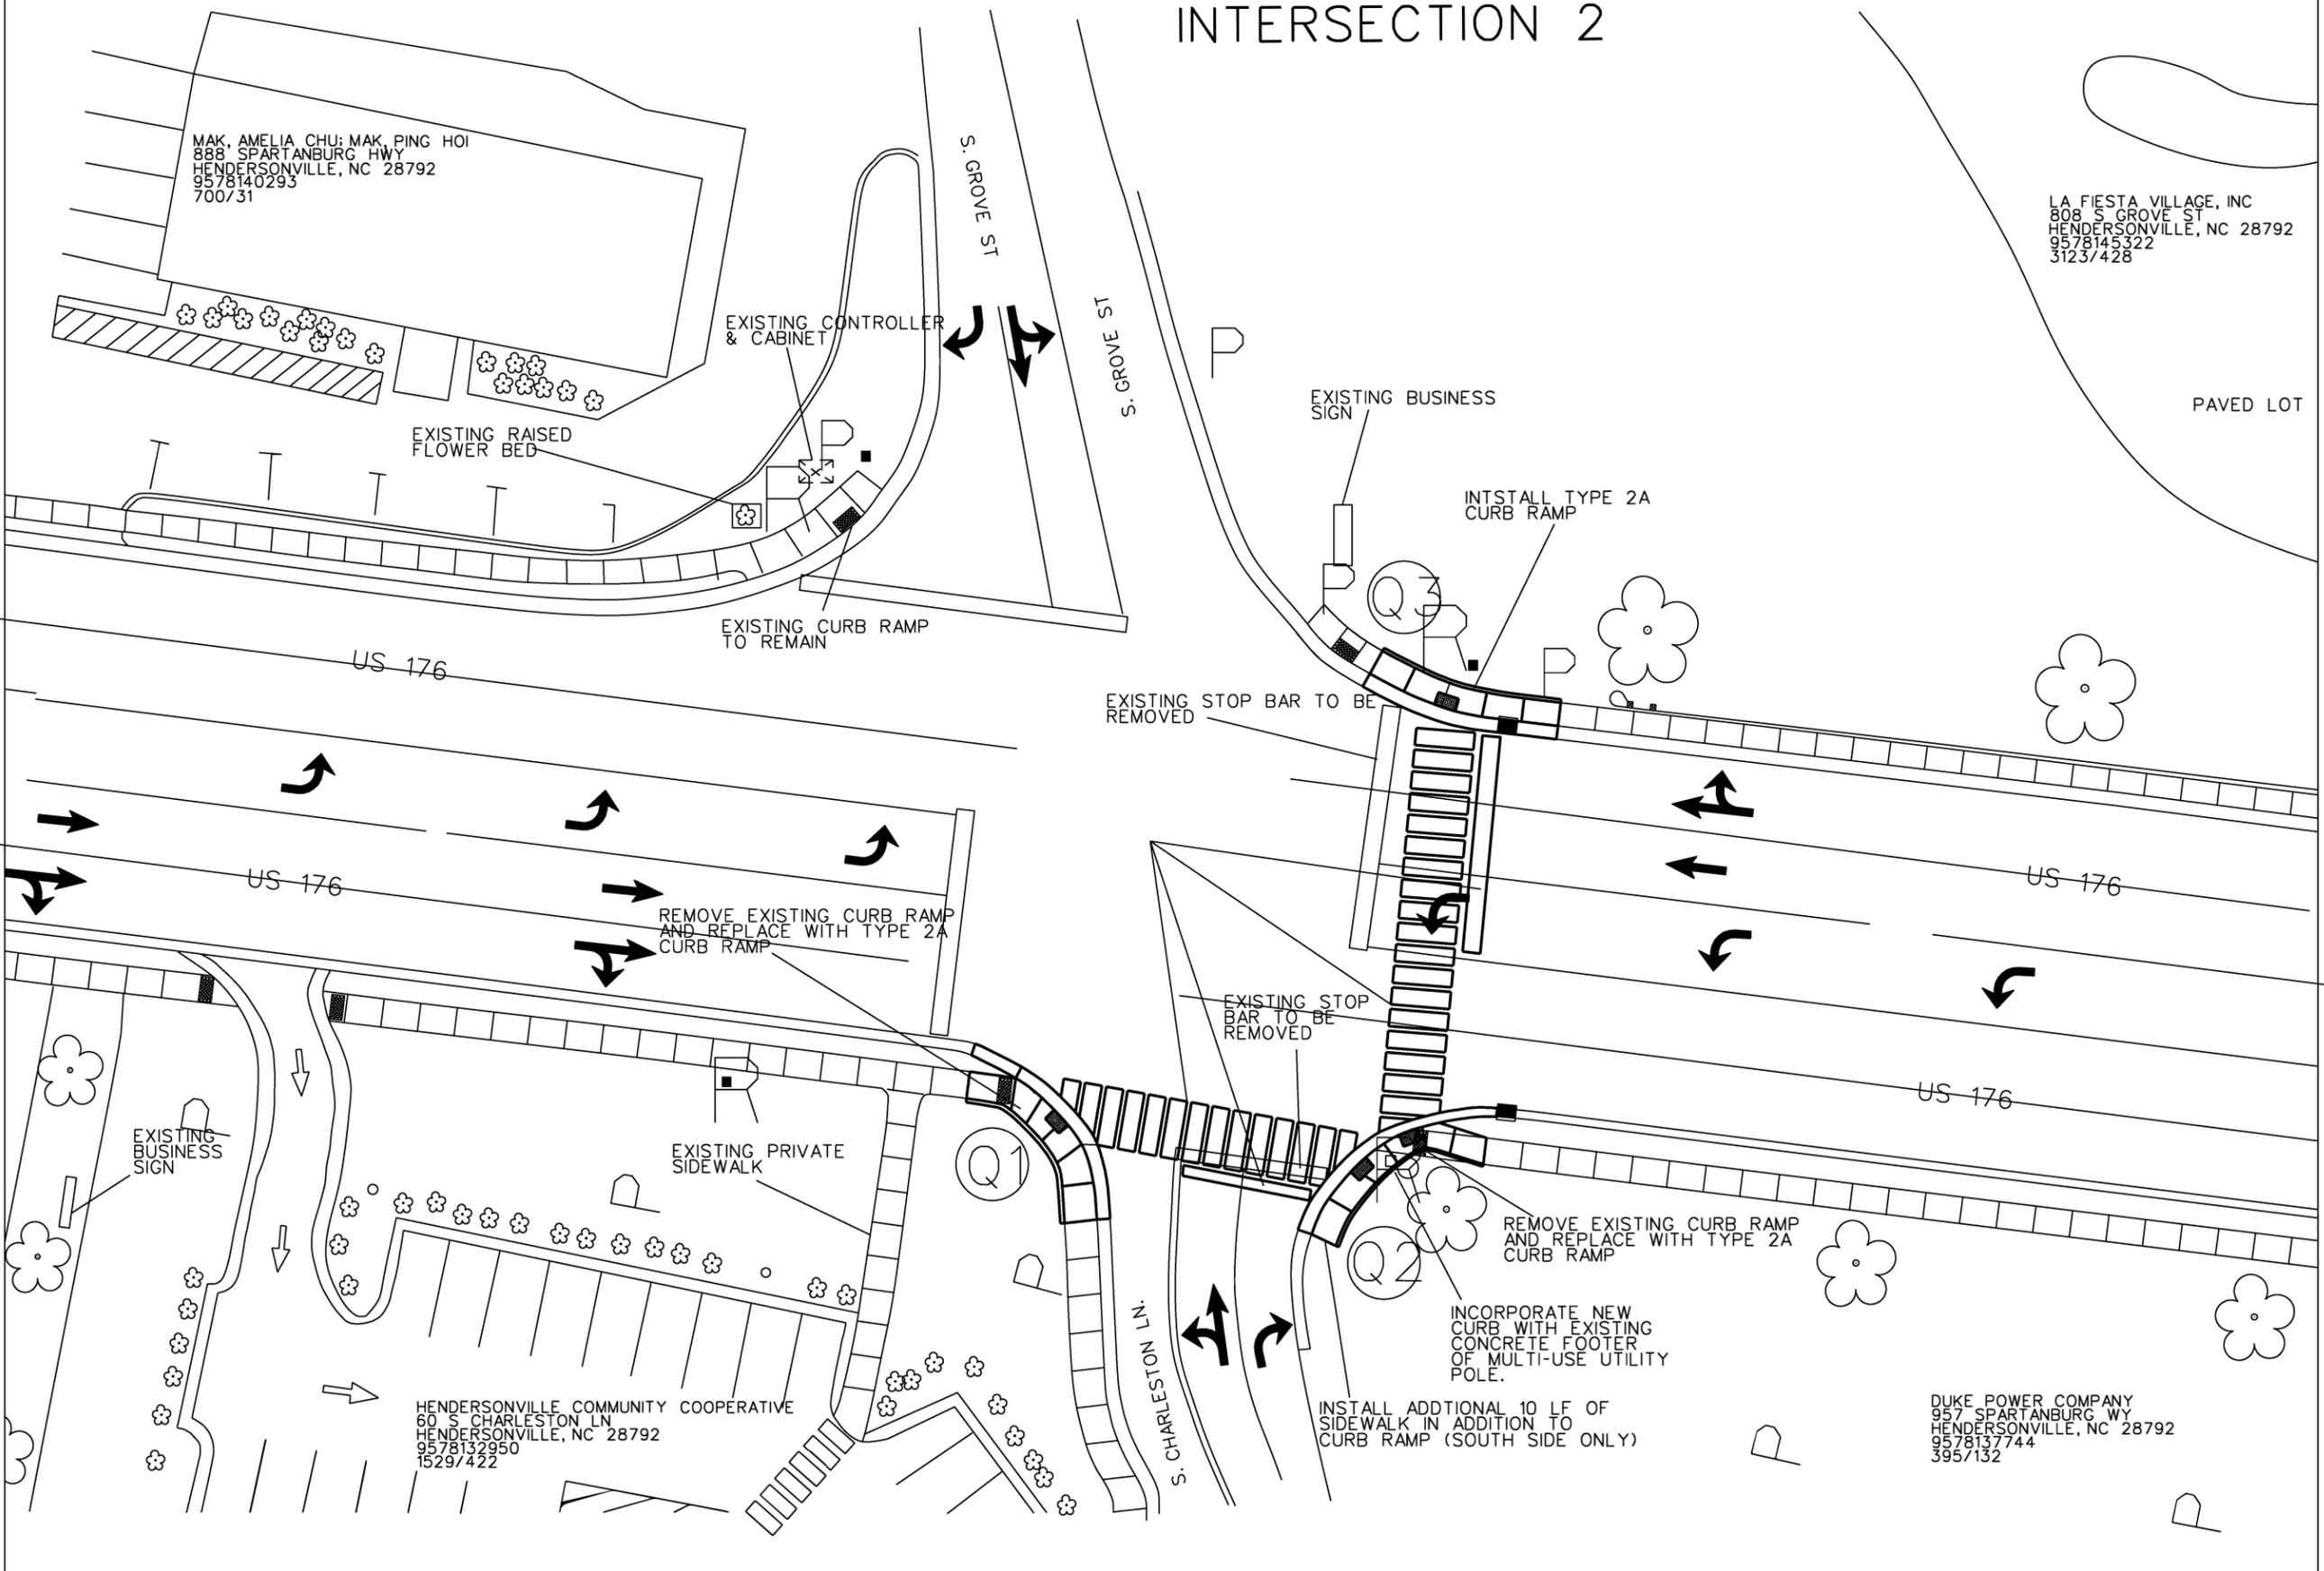 INTERSECTION 2
MAK, AMELIA CHU; MAK, PING HOI
888 SPARTANBURG HWY
HENDERSONVILLE, NC 28792
9578140293
700/31
S. GROVE ST
S. GROVE ST
LA FIESTA VILLAGE, INC
808 S GROVE ST
HENDERSONVILLE, NC 28792
9578145322
3123/428
PAVED LOT
EXISTING CONTROLLER
& CABINET
EXISTING RAISED
FLOWER BED
EXISTING BUSINESS
SIGN
INTSTALL TYPE 2A
CURB RAMP
Q3
EXISTING CURB RAMP
TO REMAIN
US 176
EXISTING STOP BAR TO BE
REMOVED
US 176
US 176
REMOVE EXISTING CURB RAMP
AND REPLACE WITH TYPE 2A
CURB RAMP
EXISTING STOP
BAR TO BE
REMOVED
US 176
EXISTING
BUSINESS
SIGN
EXISTING PRIVATE
SIDEWALK
Q1
Q2
REMOVE EXISTING CURB RAMP
AND REPLACE WITH TYPE 2A
CURB RAMP
INCORPORATE NEW
CURB WITH EXISTING
CONCRETE FOOTER
OF MULTI-USE UTILITY
POLE.
S. CHARLESTON LN.
INSTALL ADDTIONAL 10 LF OF
SIDEWALK IN ADDITION TO
CURB RAMP (SOUTH SIDE ONLY)
HENDERSONVILLE COMMUNITY COOPERATIVE
60 S CHARLESTON LN
HENDERSONVILLE, NC 28792
9578132950
1529/422
DUKE POWER COMPANY
957 SPARTANBURG WY
HENDERSONVILLE, NC 28792
9578137744
395/132